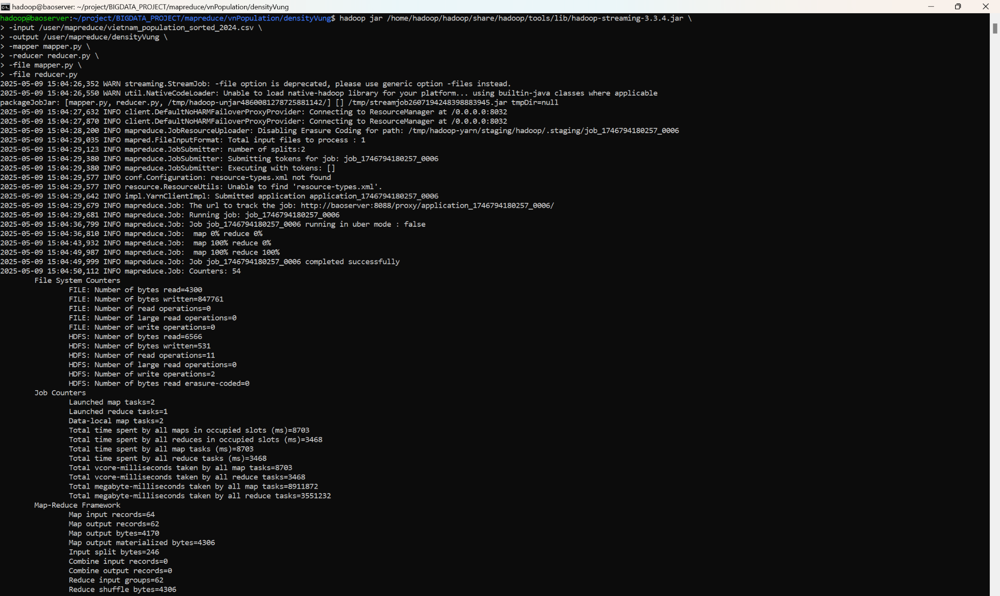 hadoop@baoserver: ~/project/BIGDATA_PROJECT/mapreduce/vnPopulation/densityVung
hadoop@baoserver:~/project/BIGDATA_PROJECT/mapreduce/vnPopulation/densityVung$ hadoop jar /home/hadoop/hadoop/share/hadoop/tools/lib/hadoop-streaming-3.3.4.jar \
> -input /user/mapreduce/vietnam_population_sorted_2024.csv \
> -output /user/mapreduce/densityVung \
> -mapper mapper.py \
> -reducer reducer.py \
> -file mapper.py \
> -file reducer.py
2025-05-09 15:04:26,352 WARN streaming.StreamJob: -file option is deprecated, please use generic option -files instead.
2025-05-09 15:04:26,550 WARN util.NativeCodeLoader: Unable to load native-hadoop library for your platform... using builtin-java classes where applicable
packageJobJar: [mapper.py, reducer.py, /tmp/hadoop-unjar4860081278725881142/] [] /tmp/streamjob2607194248398883945.jar tmpDir=null
2025-05-09 15:04:27,632 INFO client.DefaultNoHARMFailoverProxyProvider: Connecting to ResourceManager at /0.0.0.0:8032
2025-05-09 15:04:27,870 INFO client.DefaultNoHARMFailoverProxyProvider: Connecting to ResourceManager at /0.0.0.0:8032
2025-05-09 15:04:28,200 INFO mapreduce.JobResourceUploader: Disabling Erasure Coding for path: /tmp/hadoop-yarn/staging/hadoop/.staging/job_1746794180257_0006
2025-05-09 15:04:29,035 INFO mapred.FileInputFormat: Total input files to process : 1
2025-05-09 15:04:29,123 INFO mapreduce.JobSubmitter: number of splits:2
2025-05-09 15:04:29,380 INFO mapreduce.JobSubmitter: Submitting tokens for job: job_1746794180257_0006
2025-05-09 15:04:29,380 INFO mapreduce.JobSubmitter: Executing with tokens: []
2025-05-09 15:04:29,577 INFO conf.Configuration: resource-types.xml not found
2025-05-09 15:04:29,577 INFO resource.ResourceUtils: Unable to find 'resource-types.xml'.
2025-05-09 15:04:29,642 INFO impl.YarnClientImpl: Submitted application application_1746794180257_0006
2025-05-09 15:04:29,679 INFO mapreduce.Job: The url to track the job: http://baoserver:8088/proxy/application_1746794180257_0006/
2025-05-09 15:04:29,681 INFO mapreduce.Job: Running job: job_1746794180257_0006
2025-05-09 15:04:36,799 INFO mapreduce.Job: Job job_1746794180257_0006 running in uber mode : false
2025-05-09 15:04:36,810 INFO mapreduce.Job:  map 0% reduce 0%
2025-05-09 15:04:43,932 INFO mapreduce.Job:  map 100% reduce 0%
2025-05-09 15:04:49,987 INFO mapreduce.Job:  map 100% reduce 100%
2025-05-09 15:04:49,999 INFO mapreduce.Job: Job job_1746794180257_0006 completed successfully
2025-05-09 15:04:50,112 INFO mapreduce.Job: Counters: 54
File System Counters
FILE: Number of bytes read=4300
FILE: Number of bytes written=847761
FILE: Number of read operations=0
FILE: Number of large read operations=0
FILE: Number of write operations=0
HDFS: Number of bytes read=6566
HDFS: Number of bytes written=531
HDFS: Number of read operations=11
HDFS: Number of large read operations=0
HDFS: Number of write operations=2
HDFS: Number of bytes read erasure-coded=0
Job Counters
Launched map tasks=2
Launched reduce tasks=1
Data-local map tasks=2
Total time spent by all maps in occupied slots (ms)=8703
Total time spent by all reduces in occupied slots (ms)=3468
Total time spent by all map tasks (ms)=8703
Total time spent by all reduce tasks (ms)=3468
Total vcore-milliseconds taken by all map tasks=8703
Total vcore-milliseconds taken by all reduce tasks=3468
Total megabyte-milliseconds taken by all map tasks=8911872
Total megabyte-milliseconds taken by all reduce tasks=3551232
Map-Reduce Framework
Map input records=64
Map output records=62
Map output bytes=4170
Map output materialized bytes=4306
Input split bytes=246
Combine input records=0
Combine output records=0
Reduce input groups=62
Reduce shuffle bytes=4306